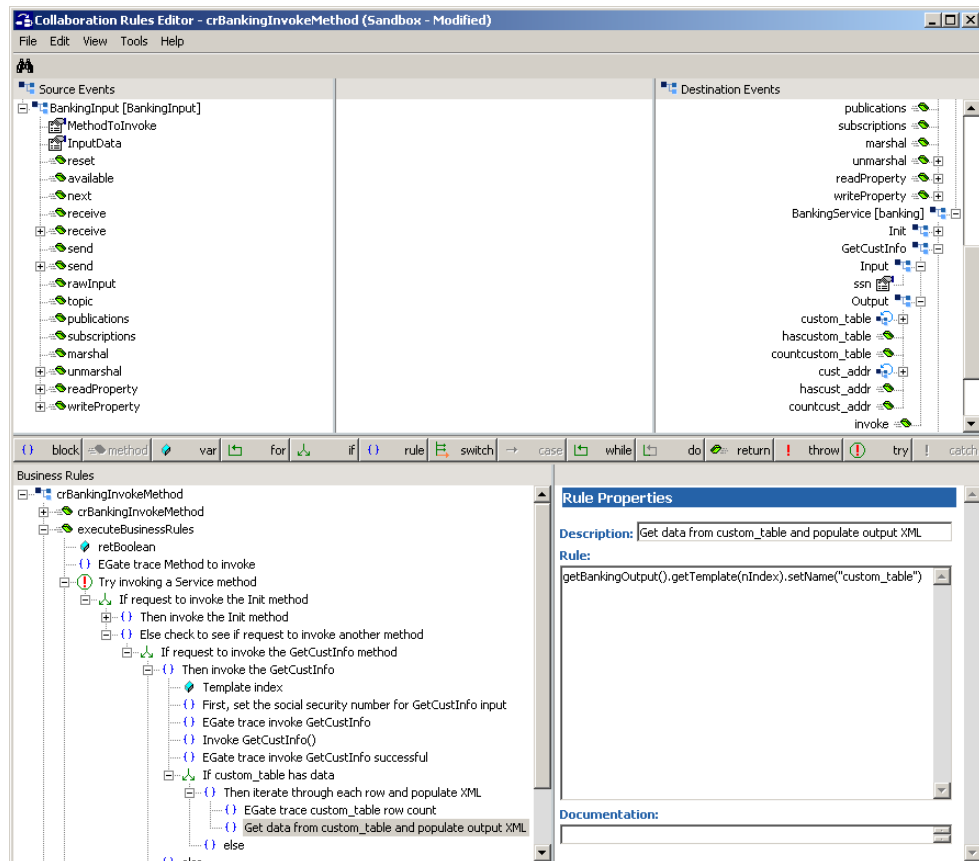 Collaboration Rules Editor - crBankingInvokeMethod (Sandbox - Modified)
File Edit View Tools Help
Source Events
BankingInput [BankingInput]
MethodToInvoke
InputData
reset
available
next
receive
receive
send
send
rawInput
topic
publications
subscriptions
marshal
unmarshal
readProperty
writeProperty
Destination Events
publications
subscriptions
marshal
unmarshal
readProperty
writeProperty
BankingService [banking]
Init
GetCustInfo
Input
ssn
Output
custom_table
hascustom_table
countcustom_table
cust_addr
hascust_addr
countcust_addr
invoke
{} block method var for if {} rule switch case while do return throw try catch
Business Rules
crBankingInvokeMethod
crBankingInvokeMethod
executeBusinessRules
retBoolean
{} EGate trace Method to invoke
Try invoking a Service method
If request to invoke the Init method
{} Then invoke the Init method
{} Else check to see if request to invoke another method
If request to invoke the GetCustInfo method
{} Then invoke the GetCustInfo
Template index
{} First, set the social security number for GetCustInfo input
{} EGate trace invoke GetCustInfo
{} Invoke GetCustInfo()
{} EGate trace invoke GetCustInfo successful
If custom_table has data
{} Then iterate through each row and populate XML
{} EGate trace custom_table row count
{} Get data from custom_table and populate output XML
{} else
{} else
Rule Properties
Description: Get data from custom_table and populate output XML
Rule:
getBankingOutput().getTemplate(nIndex).setName("custom_table")
Documentation: